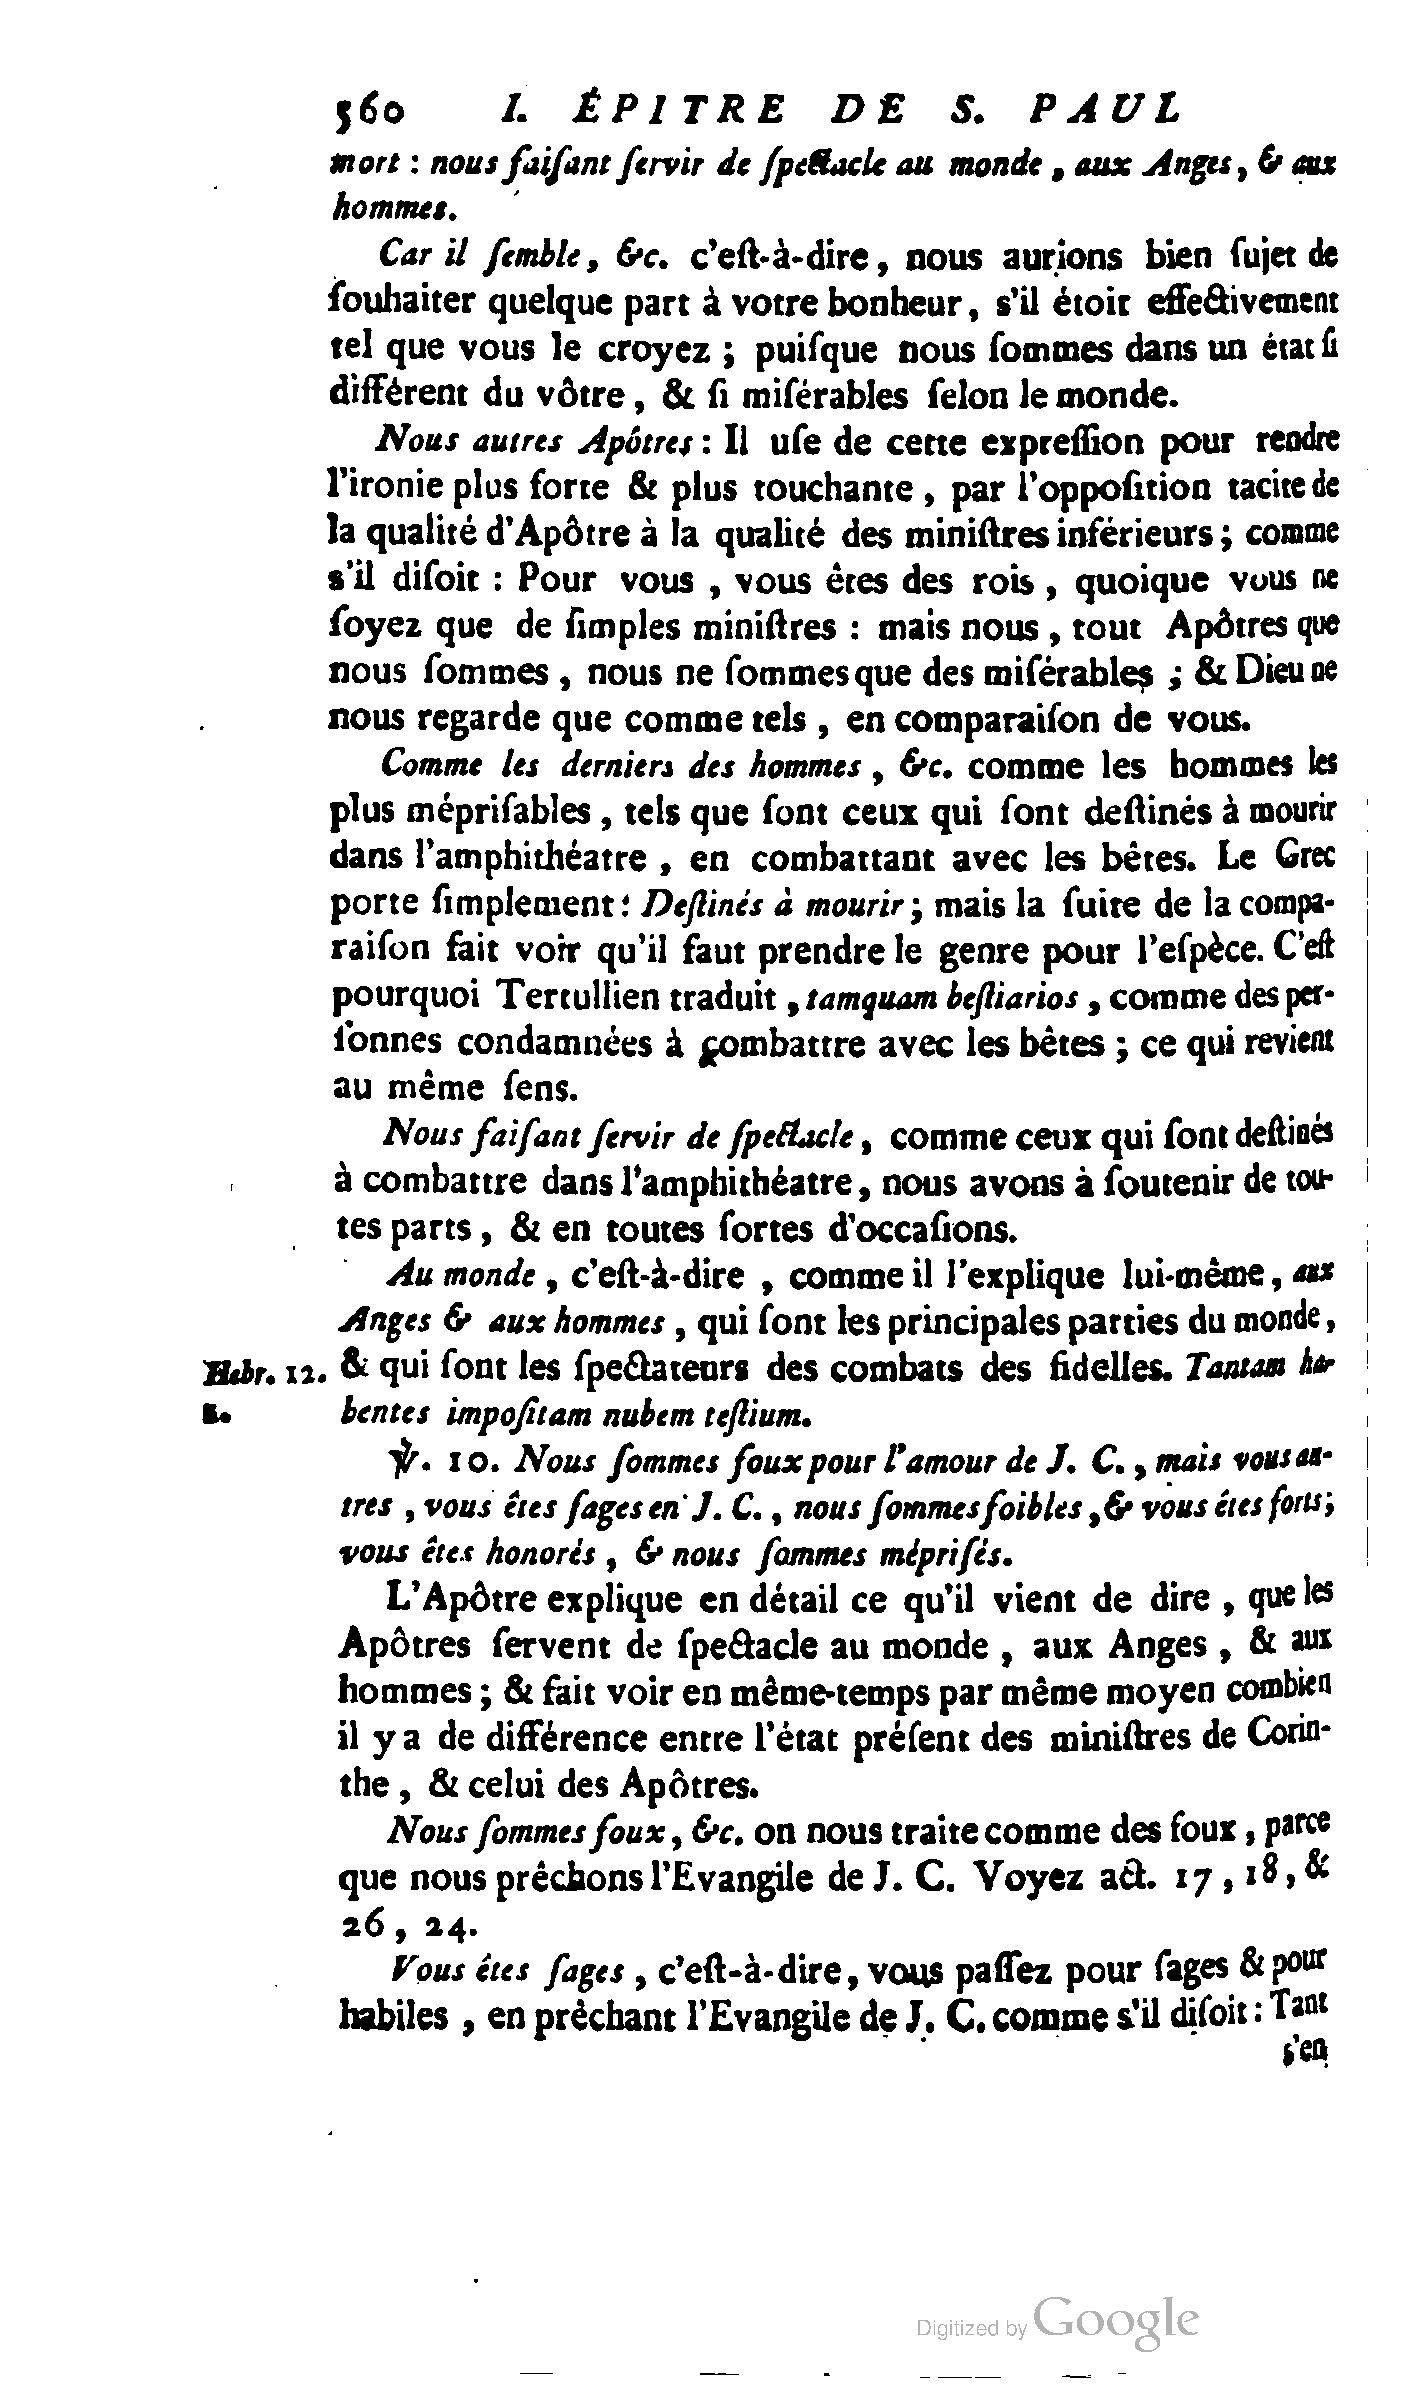 560 I. ÉPITRE DE S. PAUL
mort : nous faiſant ſervir de ſpectacle au monde, aux Anges, & aux
hommes.
Car il ſemble, &c. c'eſt-à-dire, nous aurions bien ſujet de
ſouhaiter quelque part à votre bonheur, s'il étoit effectivement
tel que vous le croyez ; puiſque nous ſommes dans un état ſi
différent du vôtre, & ſi miſérables ſelon le monde.
Nous autres Apôtres : Il uſe de cette expreſſion pour rendre
l'ironie plus forte & plus touchante, par l'oppoſition tacite de
la qualité d'Apôtre à la qualité des miniſtres inférieurs ; comme
s'il diſoit : Pour vous, vous êtes des rois, quoique vous ne
ſoyez que de ſimples miniſtres : mais nous, tout Apôtres que
nous ſommes, nous ne ſommes que des miſérables ; & Dieu ne
nous regarde que comme tels, en comparaiſon de vous.
Comme les derniers des hommes, &c. comme les hommes les
plus mépriſables, tels que ſont ceux qui ſont deſtinés à mourir
dans l'amphithéatre, en combattant avec les bêtes. Le Grec
porte ſimplement : Deſtinés à mourir ; mais la ſuite de la compa-
raiſon fait voir qu'il faut prendre le genre pour l'eſpèce. C'eſt
pourquoi Tertullien traduit, tamquam beſtiarios, comme des per-
ſonnes condamnées à combattre avec les bêtes ; ce qui revient
au même ſens.
Nous faiſant ſervir de ſpectacle, comme ceux qui ſont deſtinés
à combattre dans l'amphithéatre, nous avons à ſoutenir de tou-
tes parts, & en toutes ſortes d'occaſions.
Au monde, c'eſt-à-dire, comme il l'explique lui-même, aux
Anges & aux hommes, qui ſont les principales parties du monde,
Hebr. 12. & qui ſont les ſpectateurs des combats des fidelles. Tantam ha-
1. bentes impoſitam nubem teſtium.
℣. 10. Nous ſommes foux pour l'amour de J. C., mais vous au-
tres, vous êtes ſages en J. C., nous ſommes foibles, & vous êtes forts ;
vous êtes honorés, & nous ſommes mépriſés.
L'Apôtre explique en détail ce qu'il vient de dire, que les
Apôtres ſervent de ſpectacle au monde, aux Anges, & aux
hommes ; & fait voir en même-temps par même moyen combien
il y a de différence entre l'état préſent des miniſtres de Corin-
the, & celui des Apôtres.
Nous ſommes foux, &c. on nous traite comme des foux, parce
que nous prêchons l'Evangile de J. C. Voyez act. 17, 18, &
26, 24.
Vous êtes ſages, c'eſt-à-dire, vous paſſez pour ſages & pour
habiles, en prêchant l'Evangile de J. C. comme s'il diſoit : Tant
s'en
Digitized by Google